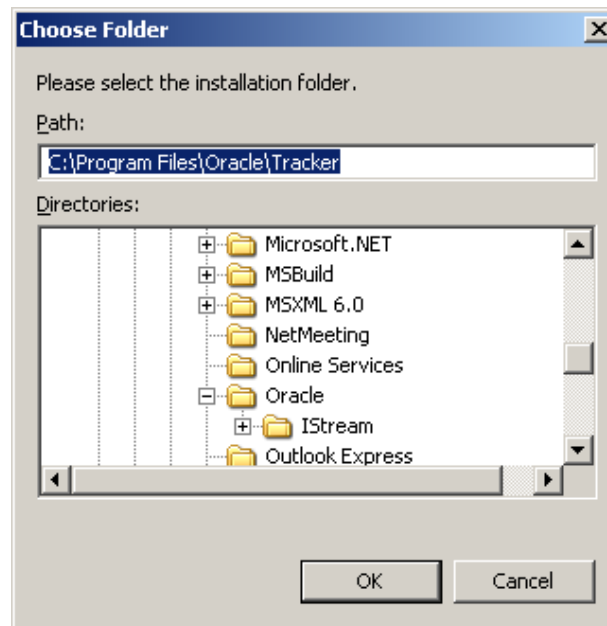 Choose Folder
Please select the installation folder.
Path:
C:\Program Files\Oracle\Tracker
Directories:
Microsoft.NET
MSBuild
MSXML 6.0
NetMeeting
Online Services
Oracle
IStream
Outlook Express
OK Cancel